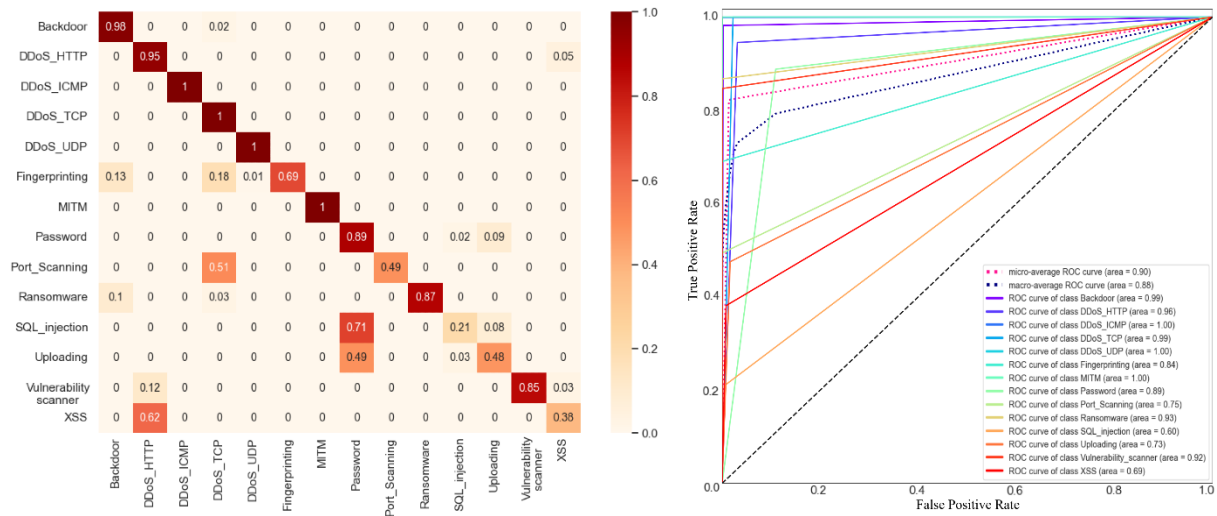 Backdoor 0.98 0 0 0.02 0 0 0 0 0 0 0 0 0 0
DDoS_HTTP 0 0.95 0 0 0 0 0 0 0 0 0 0 0 0.05
DDoS_ICMP 0 0 1 0 0 0 0 0 0 0 0 0 0 0
DDoS_TCP 0 0 0 1 0 0 0 0 0 0 0 0 0 0
DDoS_UDP 0 0 0 0 1 0 0 0 0 0 0 0 0 0
Fingerprinting 0.13 0 0 0.18 0.01 0.69 0 0 0 0 0 0 0 0
MITM 0 0 0 0 0 0 1 0 0 0 0 0 0 0
Password 0 0 0 0 0 0 0 0.89 0 0 0.02 0.09 0 0
Port_Scanning 0 0 0 0.51 0 0 0 0 0.49 0 0 0 0 0
Ransomware 0.1 0 0 0.03 0 0 0 0 0 0.87 0 0 0 0
SQL_injection 0 0 0 0 0 0 0 0.71 0 0 0.21 0.08 0 0
Uploading 0 0 0 0 0 0 0 0.49 0 0 0.03 0.48 0 0
Vulnerability
scanner 0 0.12 0 0 0 0 0 0 0 0 0 0 0.85 0.03
XSS 0 0.62 0 0 0 0 0 0 0 0 0 0 0 0.38
Backdoor
DDoS_HTTP
DDoS_ICMP
DDoS_TCP
DDoS_UDP
Fingerprinting
MITM
Password
Port_Scanning
Ransomware
SQL_injection
Uploading
Vulnerability
scanner
XSS
1.0
0.8
0.6
0.4
0.2
0.0
1.0
0.8
0.6
0.4
0.2
0.0
True Positive Rate
micro-average ROC curve (area = 0.90)
macro-average ROC curve (area = 0.88)
ROC curve of class Backdoor (area = 0.99)
ROC curve of class DDoS_HTTP (area = 0.96)
ROC curve of class DDoS_ICMP (area = 1.00)
ROC curve of class DDoS_TCP (area = 0.99)
ROC curve of class DDoS_UDP (area = 1.00)
ROC curve of class Fingerprinting (area = 0.84)
ROC curve of class MITM (area = 1.00)
ROC curve of class Password (area = 0.89)
ROC curve of class Port_Scanning (area = 0.75)
ROC curve of class Ransomware (area = 0.93)
ROC curve of class SQL_injection (area = 0.60)
ROC curve of class Uploading (area = 0.73)
ROC curve of class Vulnerability_scanner (area = 0.92)
ROC curve of class XSS (area = 0.69)
0.2 0.4 0.6 0.8 1.0
False Positive Rate